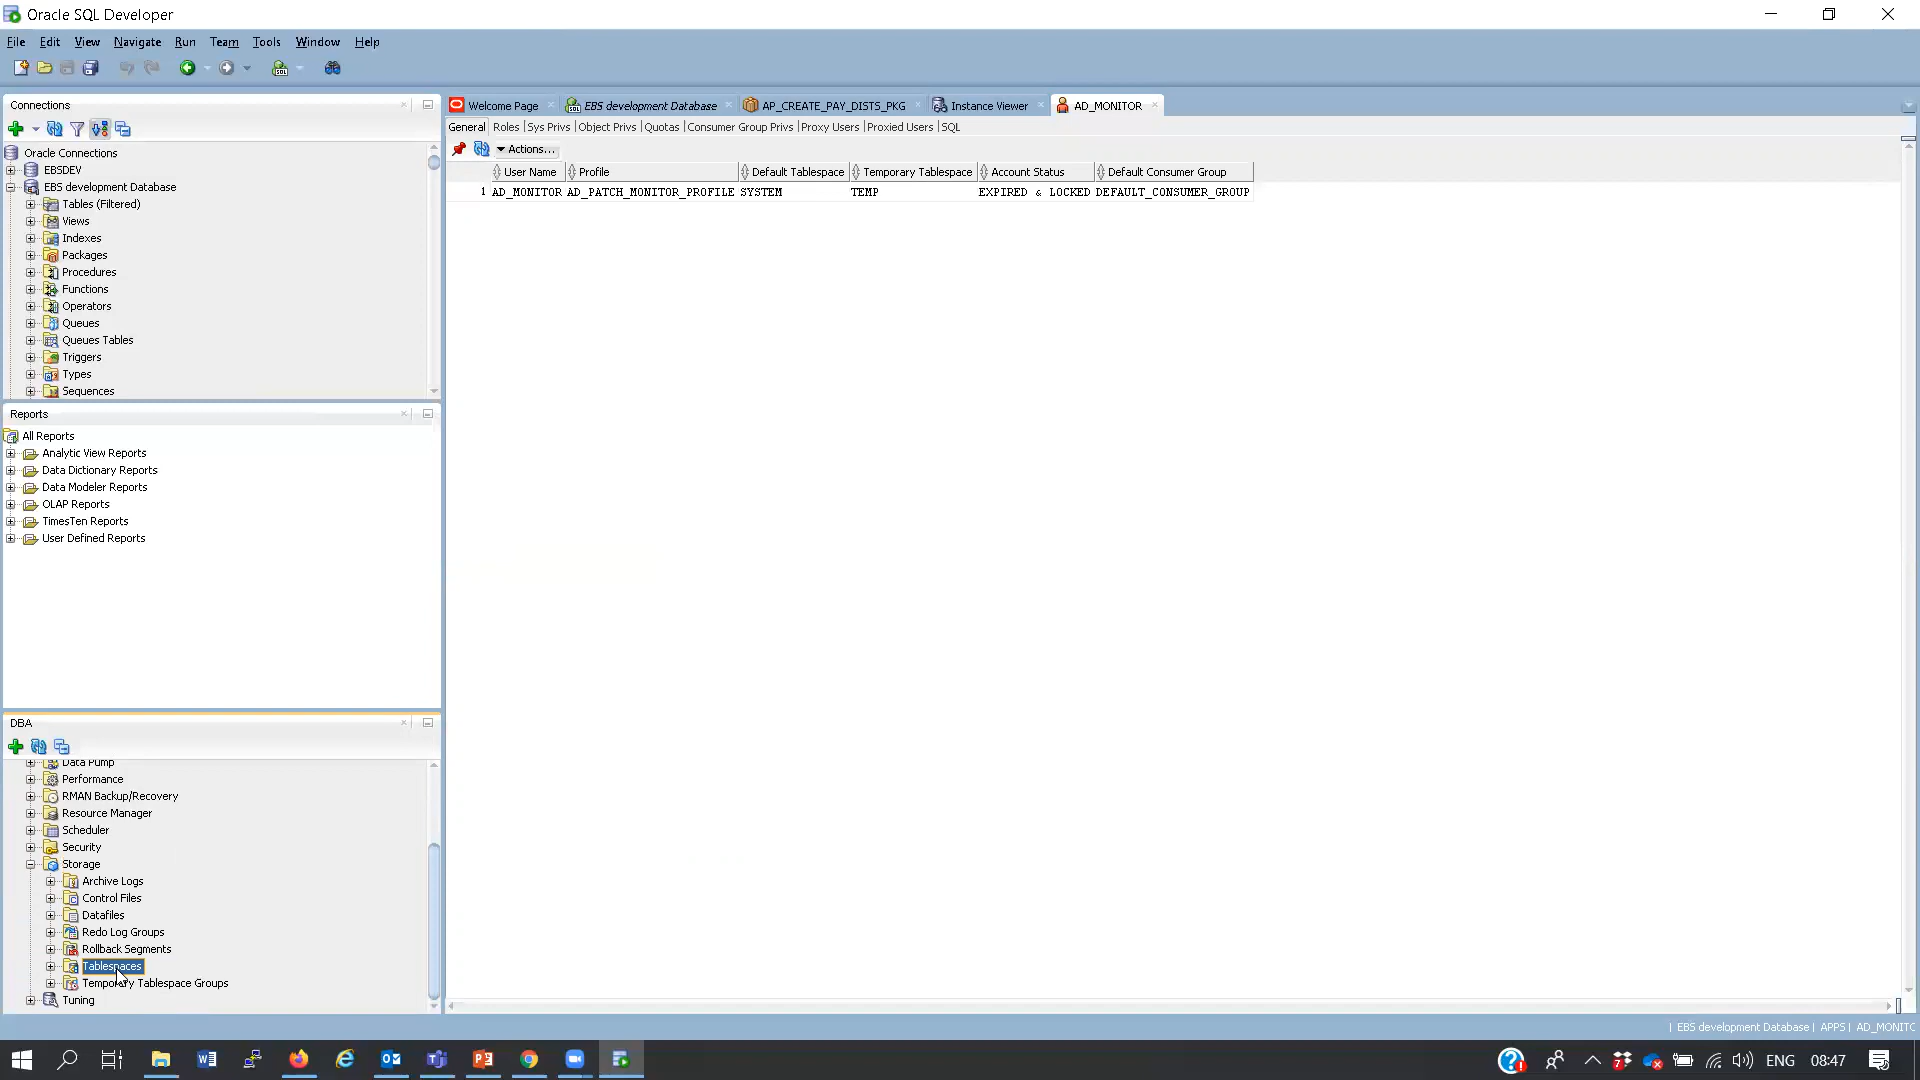 Oracle SQL Developer
File Edit View Navigate Run Team Tools Window Help
Connections
Oracle Connections
EBSDEV
EBS development Database
Tables (Filtered)
Views
Indexes
Packages
Procedures
Functions
Operators
Queues
Queues Tables
Triggers
Types
Sequences
Reports
All Reports
Analytic View Reports
Data Dictionary Reports
Data Modeler Reports
OLAP Reports
TimesTen Reports
User Defined Reports
DBA
Data Pump
Performance
RMAN Backup/Recovery
Resource Manager
Scheduler
Security
Storage
Archive Logs
Control Files
Datafiles
Redo Log Groups
Rollback Segments
Tablespaces
Temporary Tablespace Groups
Tuning
Welcome Page EBS development Database AP_CREATE_PAY_DISTS_PKG Instance Viewer AD_MONITOR
General Roles Sys Privs Object Privs Quotas Consumer Group Privs Proxy Users Proxied Users SQL
Actions...
User Name Profile Default Tablespace Temporary Tablespace Account Status Default Consumer Group
1 AD_MONITOR AD_PATCH_MONITOR_PROFILE SYSTEM TEMP EXPIRED & LOCKED DEFAULT_CONSUMER_GROUP
| EBS development Database | APPS | AD_MONITC
ENG 08:47